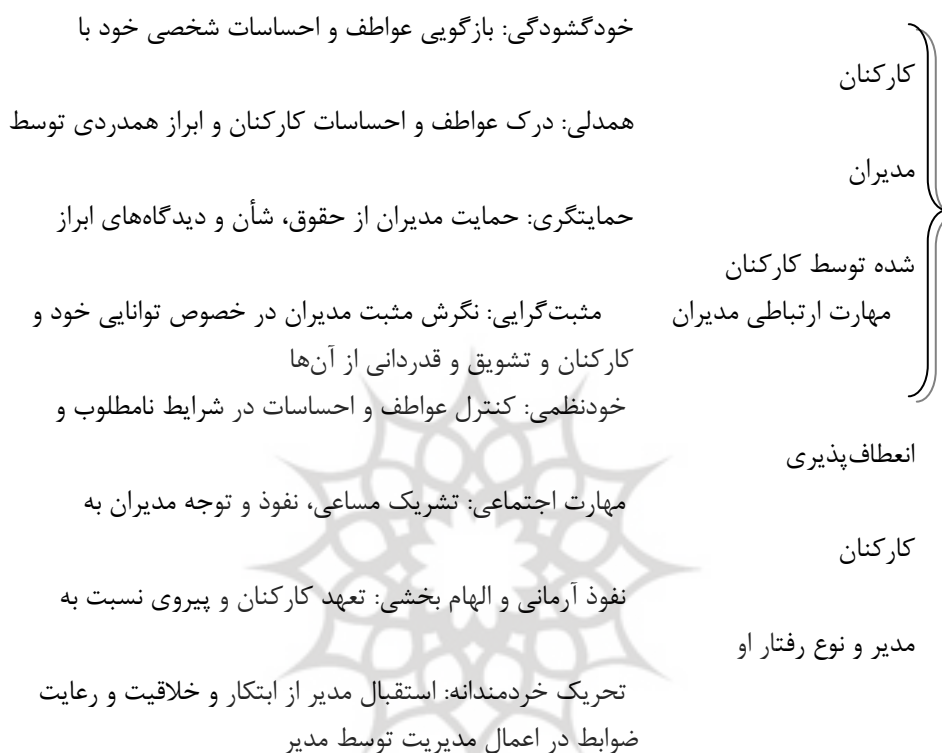 خودگشودگی: بازگویی عواطف و احساسات شخصی خود با
کارکنان
همدلی: درک عواطف و احساسات کارکنان و ابراز همدردی توسط
مدیران
حمایتگری: حمایت مدیران از حقوق، شأن و دیدگاه‌های ابراز
شده توسط کارکنان
مهارت ارتباطی مدیران مثبت‌گرایی: نگرش مثبت مدیران در خصوص توانایی خود و
کارکنان و تشویق و قدردانی از آن‌ها
خودنظمی: کنترل عواطف و احساسات در شرایط نامطلوب و
انعطاف‌پذیری
مهارت اجتماعی: تشریک مساعی، نفوذ و توجه مدیران به
کارکنان
نفوذ آرمانی و الهام بخشی: تعهد کارکنان و پیروی نسبت به
مدیر و نوع رفتار او
تحریک خردمندانه: استقبال مدیر از ابتکار و خلاقیت و رعایت
ضوابط در اعمال مدیریت توسط مدیر